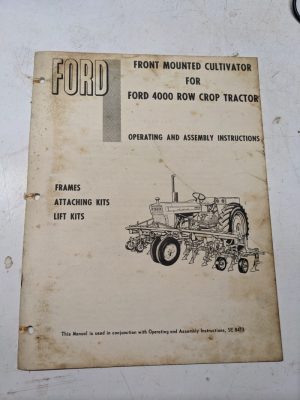 FORD
FRONT MOUNTED CULTIVATOR
FOR
FORD 4000 ROW CROP TRACTOR
OPERATING AND ASSEMBLY INSTRUCTIONS
FRAMES
ATTACHING KITS
LIFT KITS
This Manual is used in conjunction with Operating and Assembly Instructions, SE